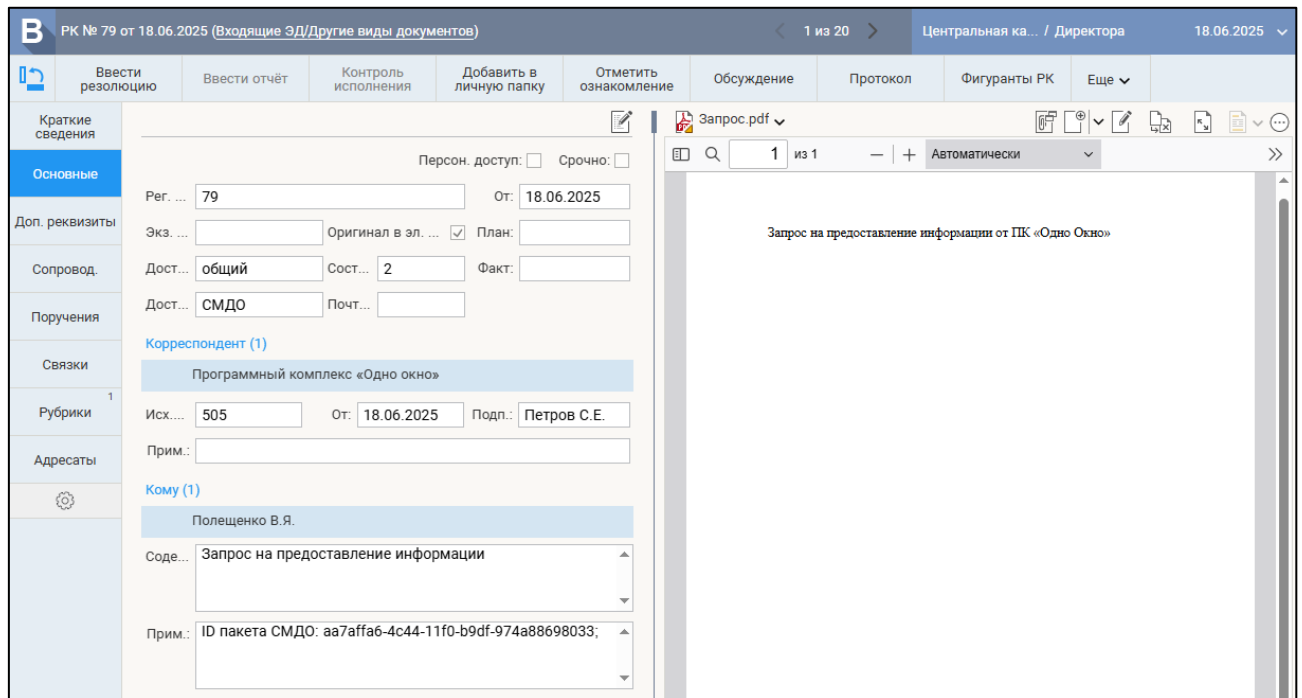 В РК № 79 от 18.06.2025 (Входящие ЭД/Другие виды документов) 1 из 20 Центральная ка... / Директора 18.06.2025
Ввести резолюцию Ввести отчёт Контроль исполнения Добавить в личную папку Отметить ознакомление Обсуждение Протокол Фигуранты РК Еще
Краткие сведения
Основные
Доп. реквизиты
Сопровод.
Поручения
Связки
Рубрики 1
Адресаты
Персон. доступ: Срочно:
Рег. ... 79 От: 18.06.2025
Экз. ... Оригинал в эл. ... План:
Дост... общий Сост... 2 Факт:
Дост... СМДО Почт...
Корреспондент (1)
Программный комплекс «Одно окно»
Исх.... 505 От: 18.06.2025 Подп.: Петров С.Е.
Прим.:
Кому (1)
Полещенко В.Я.
Соде... Запрос на предоставление информации
Прим.: ID пакета СМДО: aa7affa6-4c44-11f0-b9df-974a88698033;
Запрос.pdf
1 из 1 Автоматически
Запрос на предоставление информации от ПК «Одно Окно»